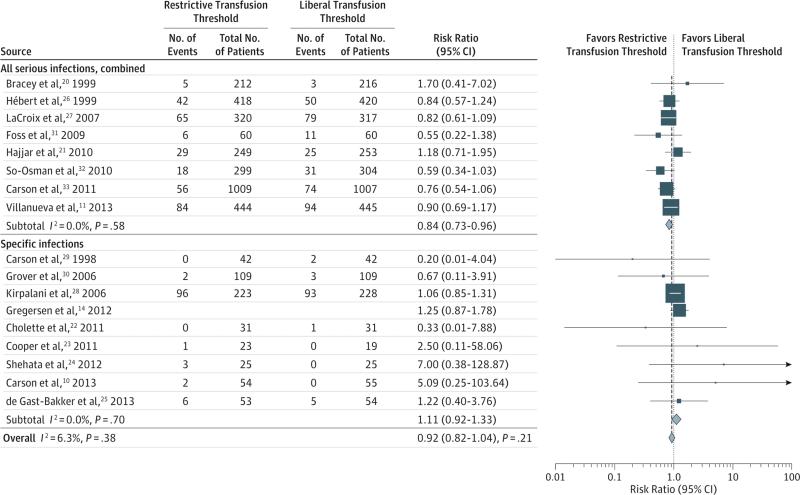 Restrictive Transfusion Threshold Liberal Transfusion Threshold
Source No. of Events Total No. of Patients No. of Events Total No. of Patients Risk Ratio (95% CI) Favors Restrictive Transfusion Threshold Favors Liberal Transfusion Threshold
All serious infections, combined
Bracey et al,20 1999 5 212 3 216 1.70 (0.41-7.02)
Hébert et al,26 1999 42 418 50 420 0.84 (0.57-1.24)
LaCroix et al,27 2007 65 320 79 317 0.82 (0.61-1.09)
Foss et al,31 2009 6 60 11 60 0.55 (0.22-1.38)
Hajjar et al,21 2010 29 249 25 253 1.18 (0.71-1.95)
So-Osman et al,32 2010 18 299 31 304 0.59 (0.34-1.03)
Carson et al,33 2011 56 1009 74 1007 0.76 (0.54-1.06)
Villanueva et al,11 2013 84 444 94 445 0.90 (0.69-1.17)
Subtotal I2=0.0%, P=.58 0.84 (0.73-0.96)
Specific infections
Carson et al,29 1998 0 42 2 42 0.20 (0.01-4.04)
Grover et al,30 2006 2 109 3 109 0.67 (0.11-3.91)
Kirpalani et al,28 2006 96 223 93 228 1.06 (0.85-1.31)
Gregersen et al,14 2012 1.25 (0.87-1.78)
Cholette et al,22 2011 0 31 1 31 0.33 (0.01-7.88)
Cooper et al,23 2011 1 23 0 19 2.50 (0.11-58.06)
Shehata et al,24 2012 3 25 0 25 7.00 (0.38-128.87)
Carson et al,10 2013 2 54 0 55 5.09 (0.25-103.64)
de Gast-Bakker et al,25 2013 6 53 5 54 1.22 (0.40-3.76)
Subtotal I2=0.0%, P=.70 1.11 (0.92-1.33)
Overall I2=6.3%, P=.38 0.92 (0.82-1.04), P=.21
0.01 0.1 1.0 10 100
Risk Ratio (95% CI)